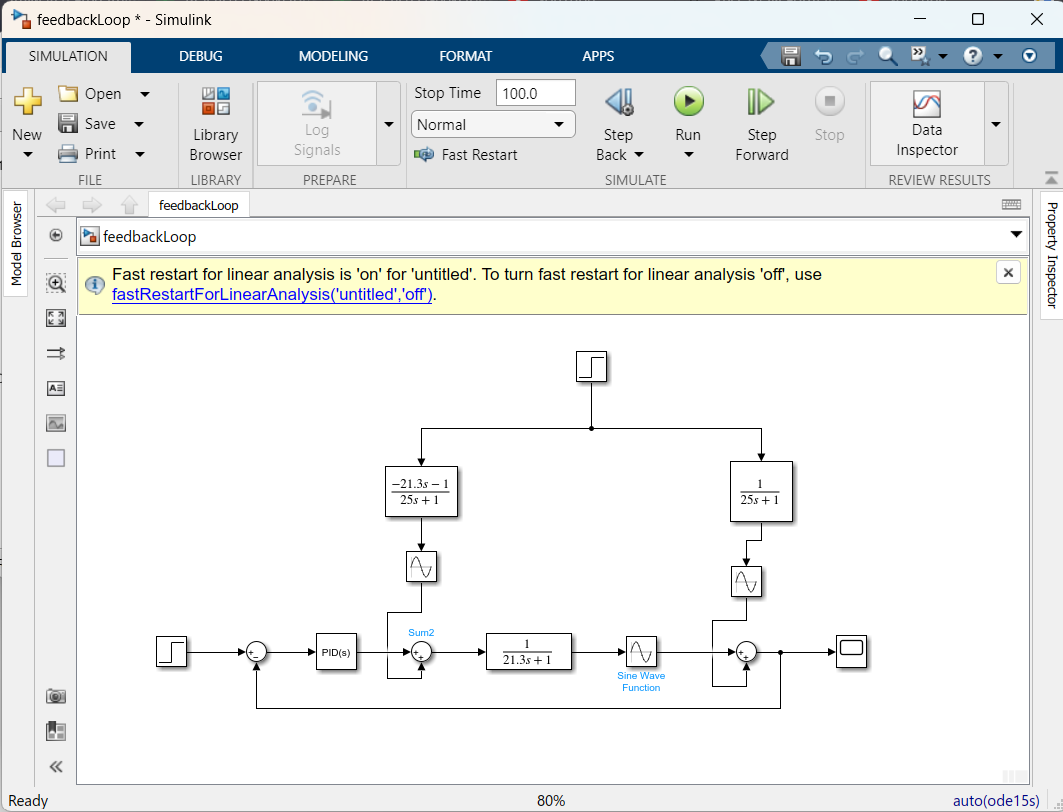 feedbackLoop * - Simulink
SIMULATION
DEBUG
MODELING
FORMAT
APPS
?
New
Open
Save
Print
FILE
Library
Browser
LIBRARY
Log
Signals
PREPARE
Stop Time
100.0
Normal
Fast Restart
Step
Back
Run
Step
Forward
Stop
SIMULATE
Data
Inspector
REVIEW RESULTS
Model Browser
Property Inspector
feedbackLoop
feedbackLoop
Fast restart for linear analysis is 'on' for 'untitled'. To turn fast restart for linear analysis 'off', use
fastRestartForLinearAnalysis('untitled','off').
−21.3s − 1
25s + 1
1
25s + 1
Sum2
+
−
PID(s)
+
+
1
21.3s + 1
Sine Wave
Function
+
+
Ready
80%
auto(ode15s)